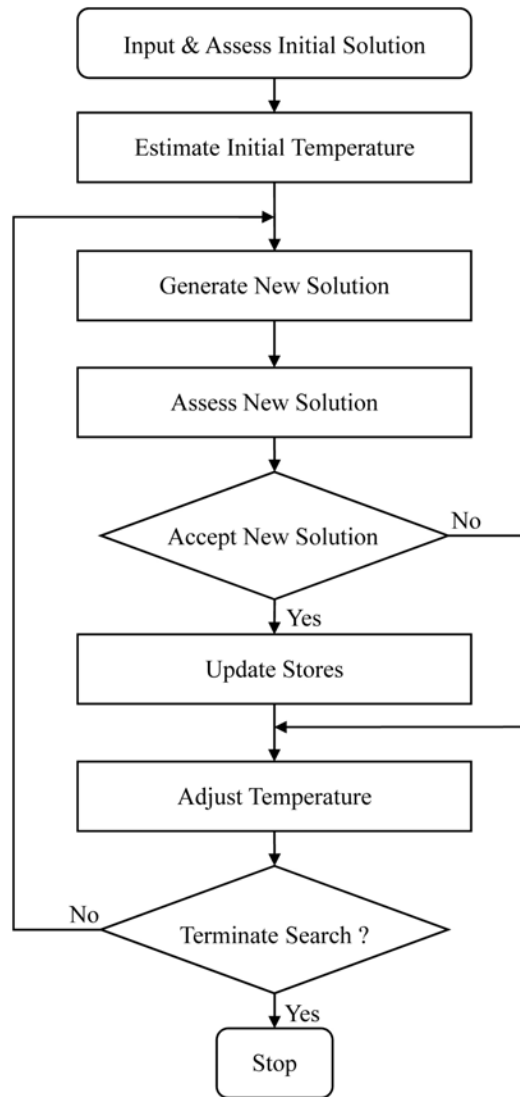 Input & Assess Initial Solution
Estimate Initial Temperature
Generate New Solution
Assess New Solution
Accept New Solution
No
Yes
Update Stores
Adjust Temperature
No
Terminate Search ?
Yes
Stop